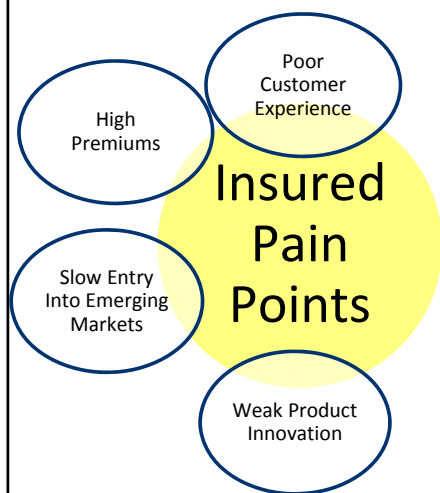 Poor
Customer
Experience
High
Premiums
Insured
Pain
Points
Slow Entry
Into Emerging
Markets
Weak Product
Innovation